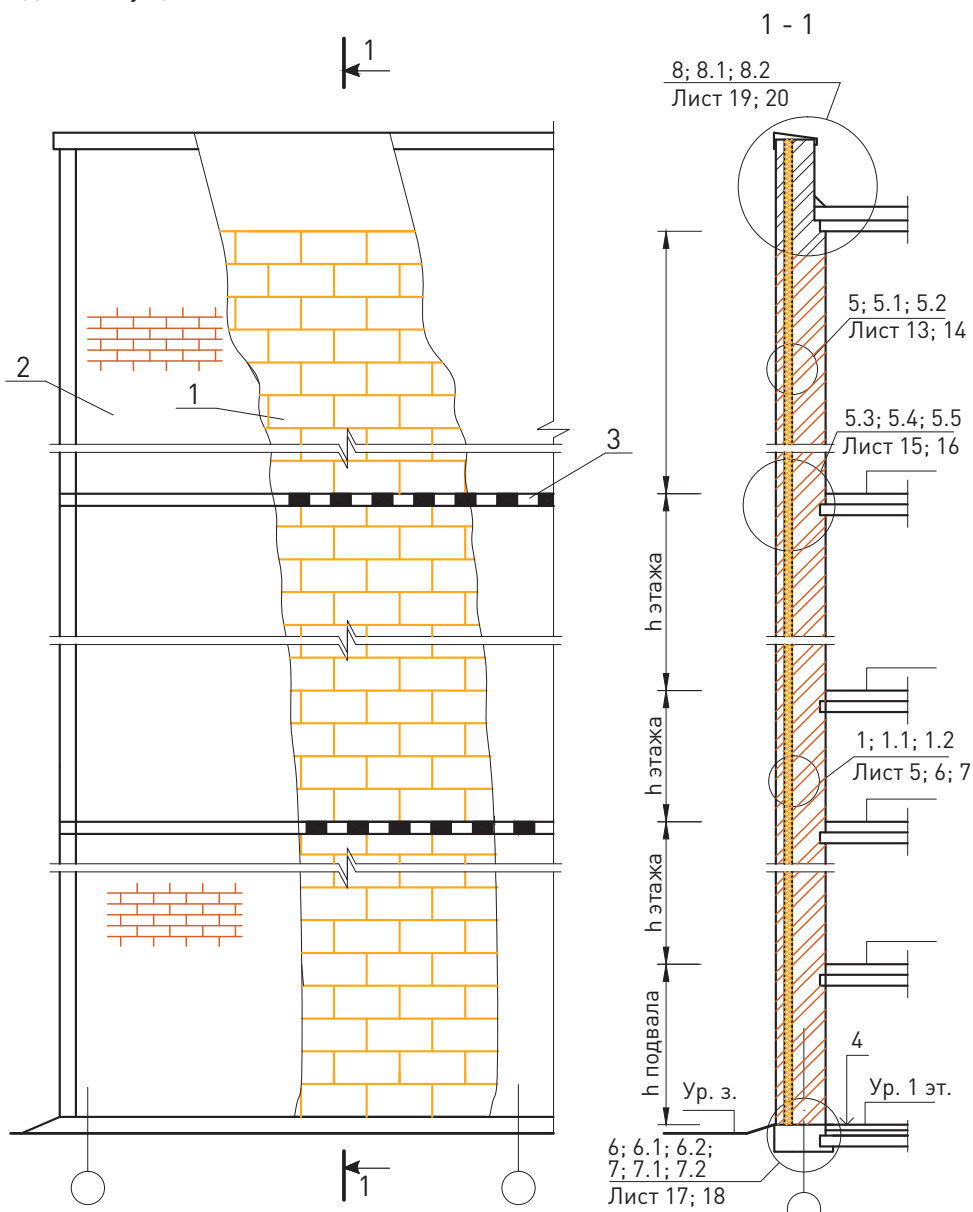 1
2
1
3
1
1 - 1
8; 8.1; 8.2
Лист 19; 20
5; 5.1; 5.2
Лист 13; 14
5.3; 5.4; 5.5
Лист 15; 16
h этажа
h этажа
1; 1.1; 1.2
Лист 5; 6; 7
h этажа
h подвала
4
Ур. з.
Ур. 1 эт.
6; 6.1; 6.2;
7; 7.1; 7.2
Лист 17; 18